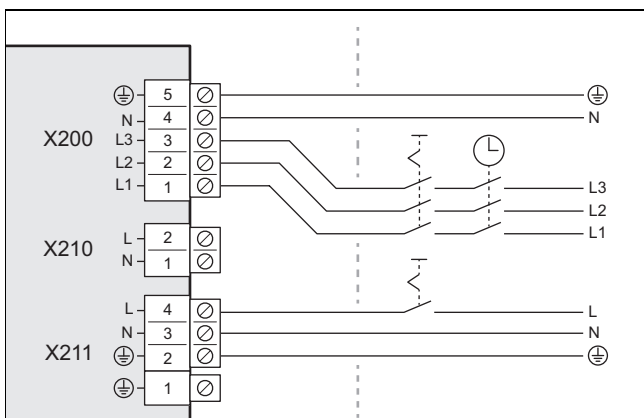 ⏚ 5 ⏚
N 4 N
X200
L3 3
L2 2
L1 1
L3
L2
L1
X210
L 2
N 1
L 4 L
N 3 N
X211
⏚ 2 ⏚
⏚ 1